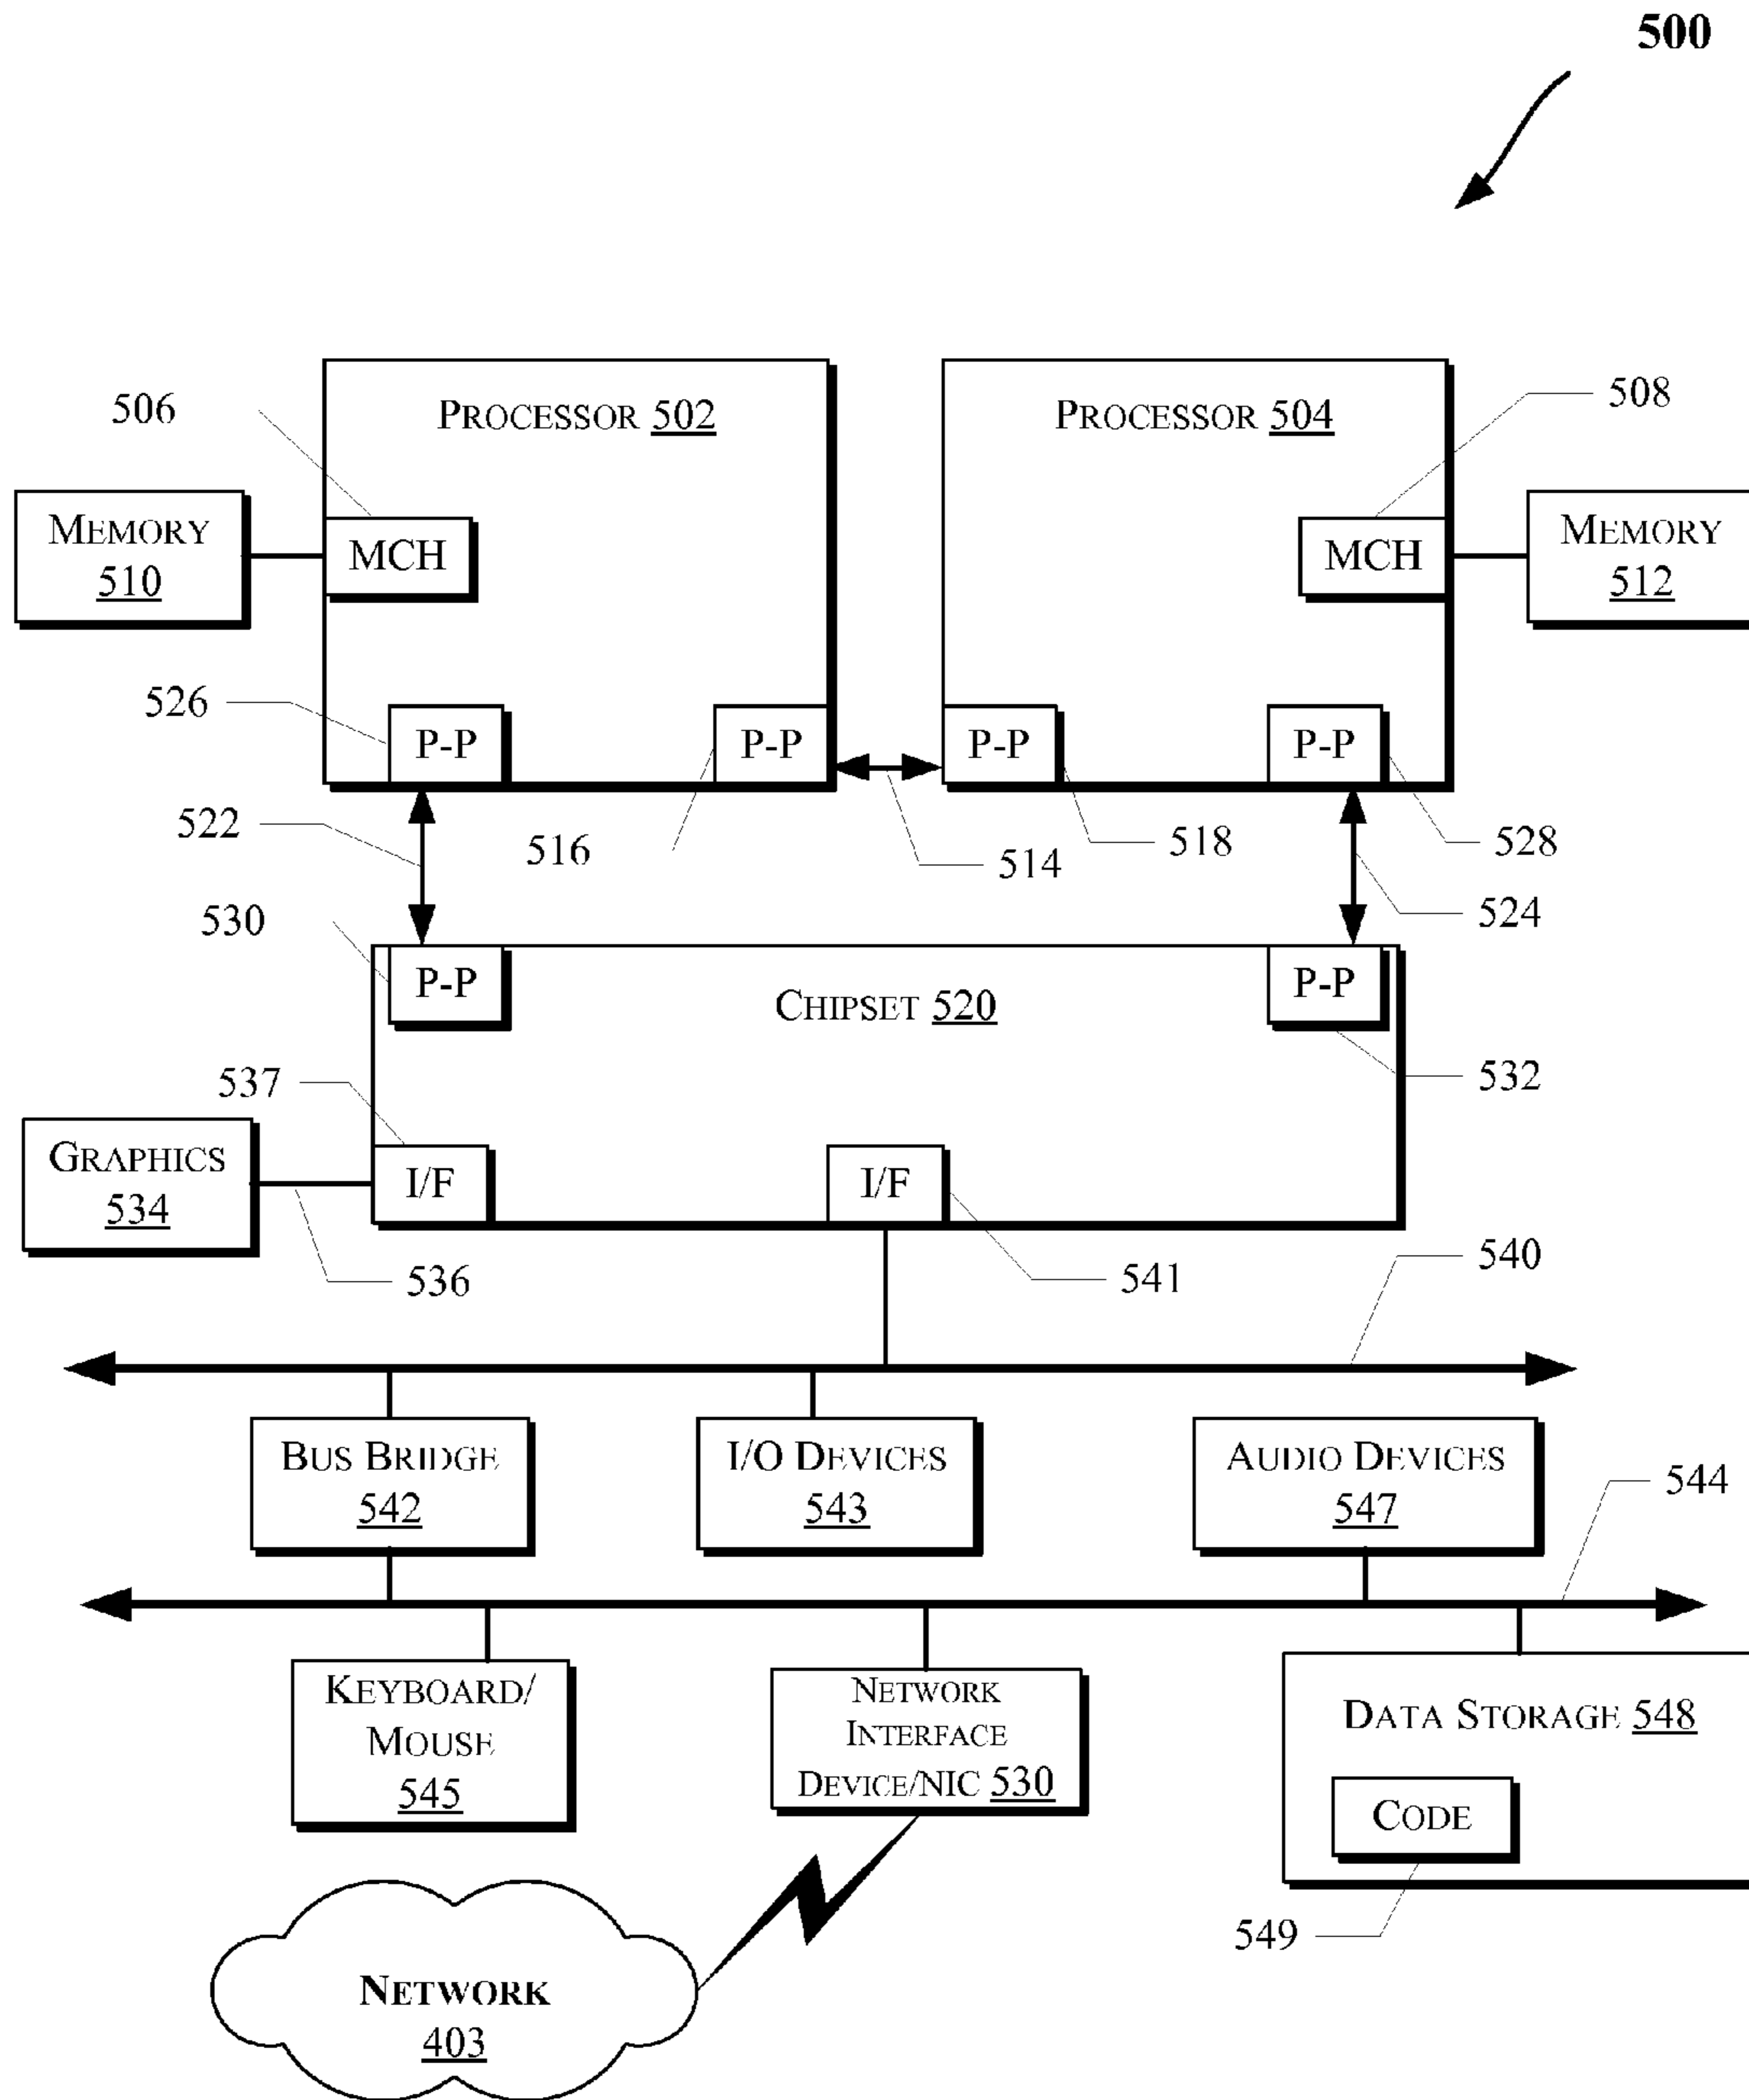 500
PROCESSOR 502
PROCESSOR 504
506
508
MEMORY
510
MCH
MCH
MEMORY
512
526
P-P
P-P
P-P
P-P
522
516
514
518
528
524
530
P-P
CHIPSET 520
P-P
537
532
GRAPHICS
534
I/F
I/F
536
541
540
BUS BRIDGE
542
I/O DEVICES
543
AUDIO DEVICES
547
544
KEYBOARD/
MOUSE
545
NETWORK
INTERFACE
DEVICE/NIC 530
DATA STORAGE 548
CODE
549
NETWORK
403